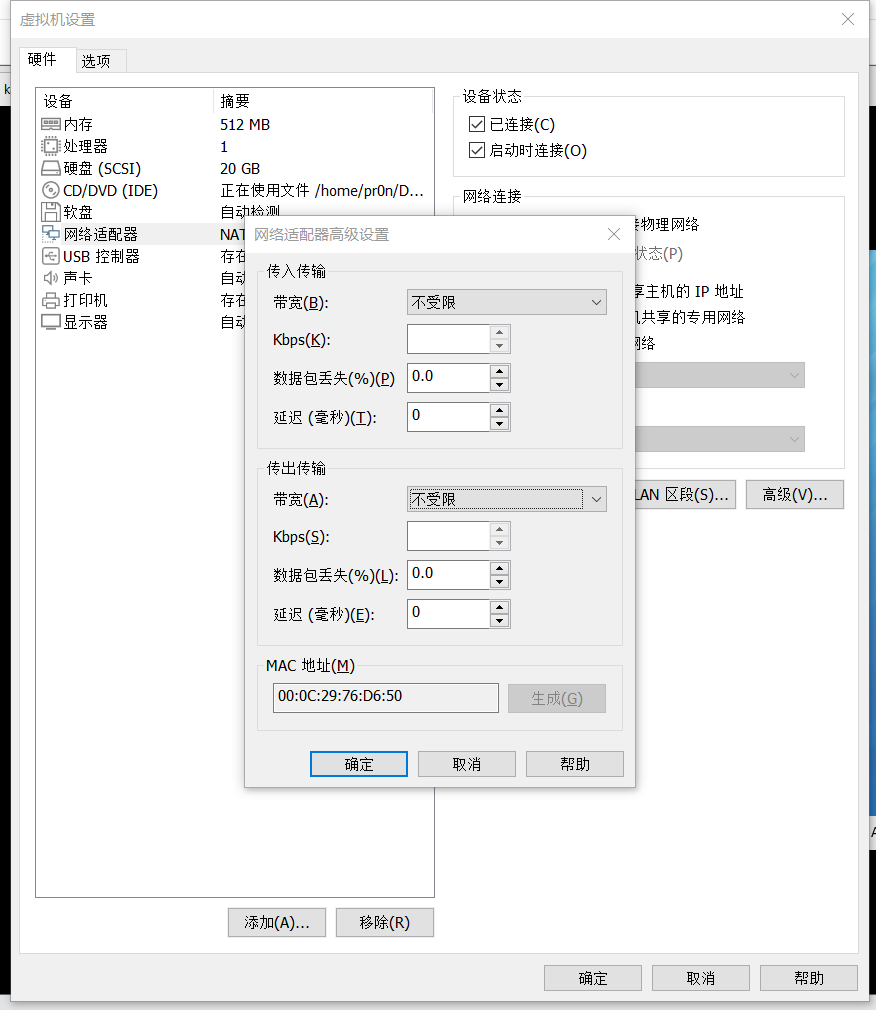 虚拟机设置
硬件 选项
设备 摘要
内存 512 MB
处理器 1
硬盘 (SCSI) 20 GB
CD/DVD (IDE) 正在使用文件 /home/pr0n/D...
软盘 自动检测
网络适配器 NAT
USB 控制器 存在
声卡 自动
打印机 存在
显示器 自动
添加(A)... 移除(R)
设备状态
已连接(C)
启动时连接(O)
网络连接
物理网络
状态(P)
享主机的 IP 地址
共享的专用网络
网络
LAN 区段(S)... 高级(V)...
网络适配器高级设置
传入传输
带宽(B): 不受限
Kbps(K):
数据包丢失(%)(P) 0.0
延迟 (毫秒)(T): 0
传出传输
带宽(A): 不受限
Kbps(S):
数据包丢失(%)(L): 0.0
延迟 (毫秒)(E): 0
MAC 地址(M)
00:0C:29:76:D6:50 生成(G)
确定 取消 帮助
确定 取消 帮助